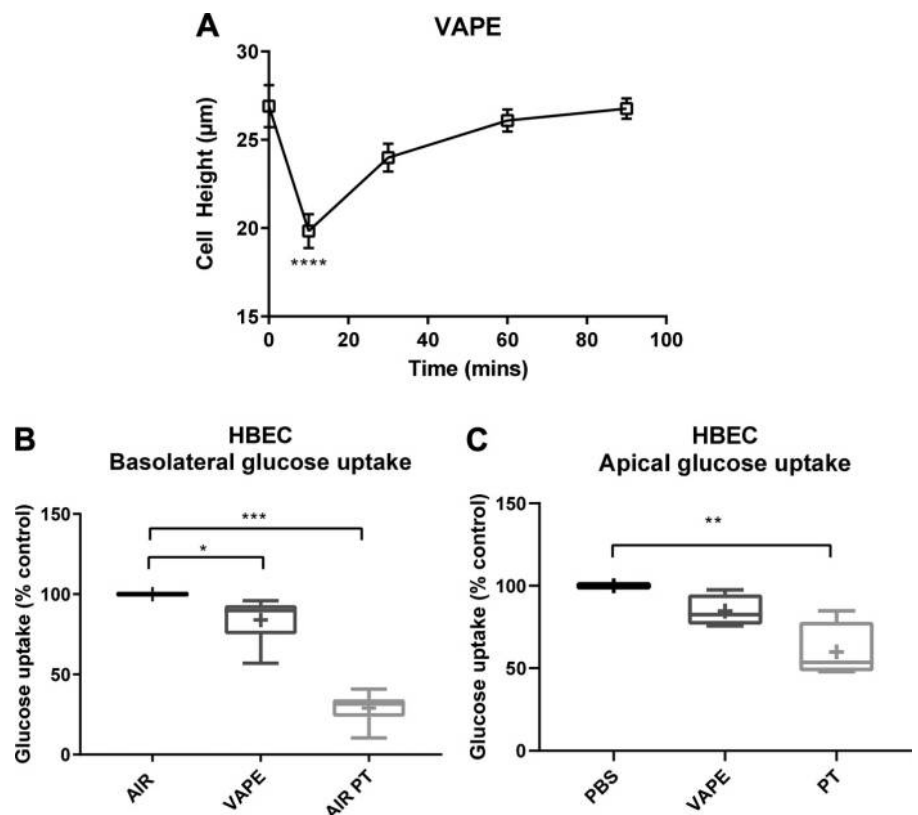 A
VAPE
30
25
20
15
Cell Height (µm)
****
0 20 40 60 80 100
Time (mins)
B
HBEC
Basolateral glucose uptake
150
100
50
0
Glucose uptake (% control)
***
*
AIR
VAPE
AIR PT
C
HBEC
Apical glucose uptake
150
100
50
0
Glucose uptake (% control)
**
PBS
VAPE
PT